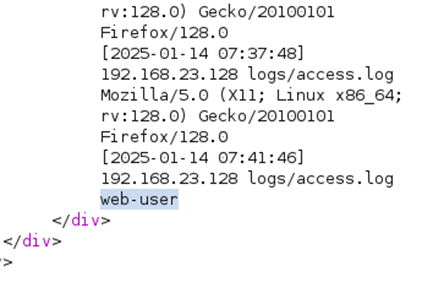 rv:128.0) Gecko/20100101
Firefox/128.0
[2025-01-14 07:37:48]
192.168.23.128 logs/access.log
Mozilla/5.0 (X11; Linux x86_64;
rv:128.0) Gecko/20100101
Firefox/128.0
[2025-01-14 07:41:46]
192.168.23.128 logs/access.log
web-user
</div>
</div>
>